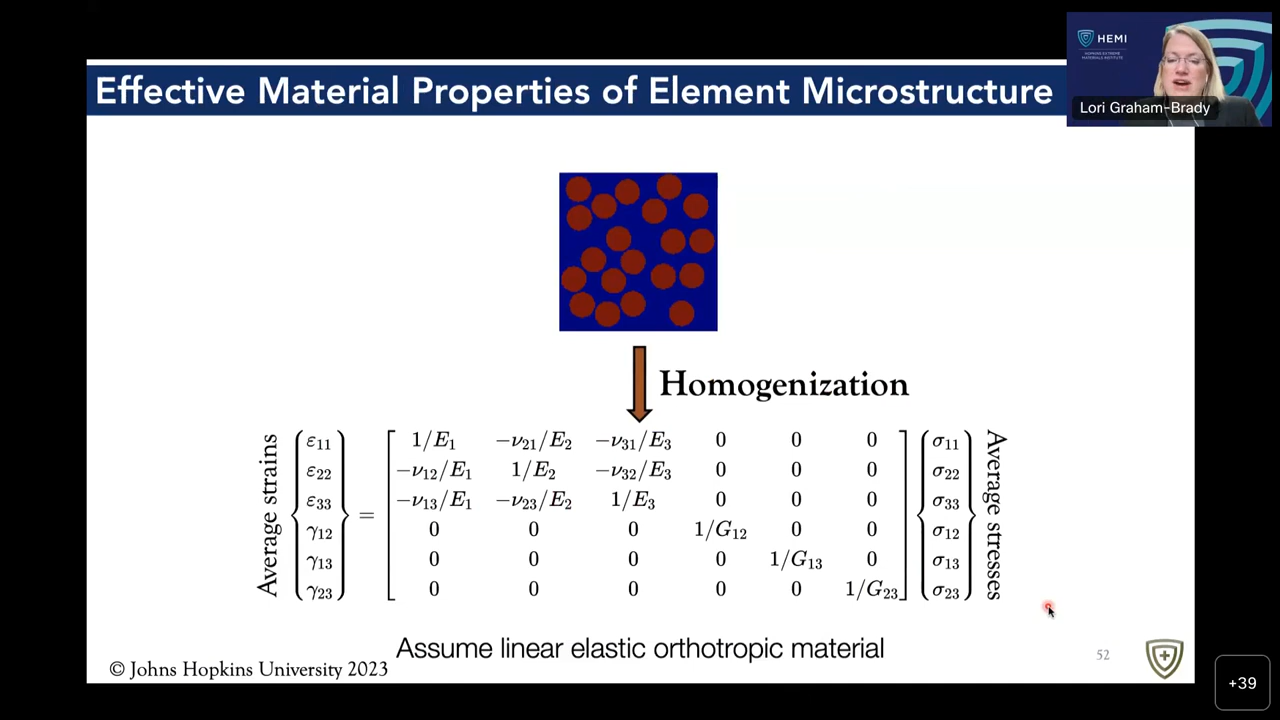 HEMI
HOPKINS EXTREME
MATERIALS INSTITUTE
Lori Graham-Brady
Effective Material Properties of Element Microstructure
Homogenization
Average strains
ε11
ε22
ε33
γ12
γ13
γ23
=
1/E1 −ν21/E2 −ν31/E3 0 0 0
−ν12/E1 1/E2 −ν32/E3 0 0 0
−ν13/E1 −ν23/E2 1/E3 0 0 0
0 0 0 1/G12 0 0
0 0 0 0 1/G13 0
0 0 0 0 0 1/G23
σ11
σ22
σ33
σ12
σ13
σ23
Average stresses
Assume linear elastic orthotropic material
© Johns Hopkins University 2023
52
+39